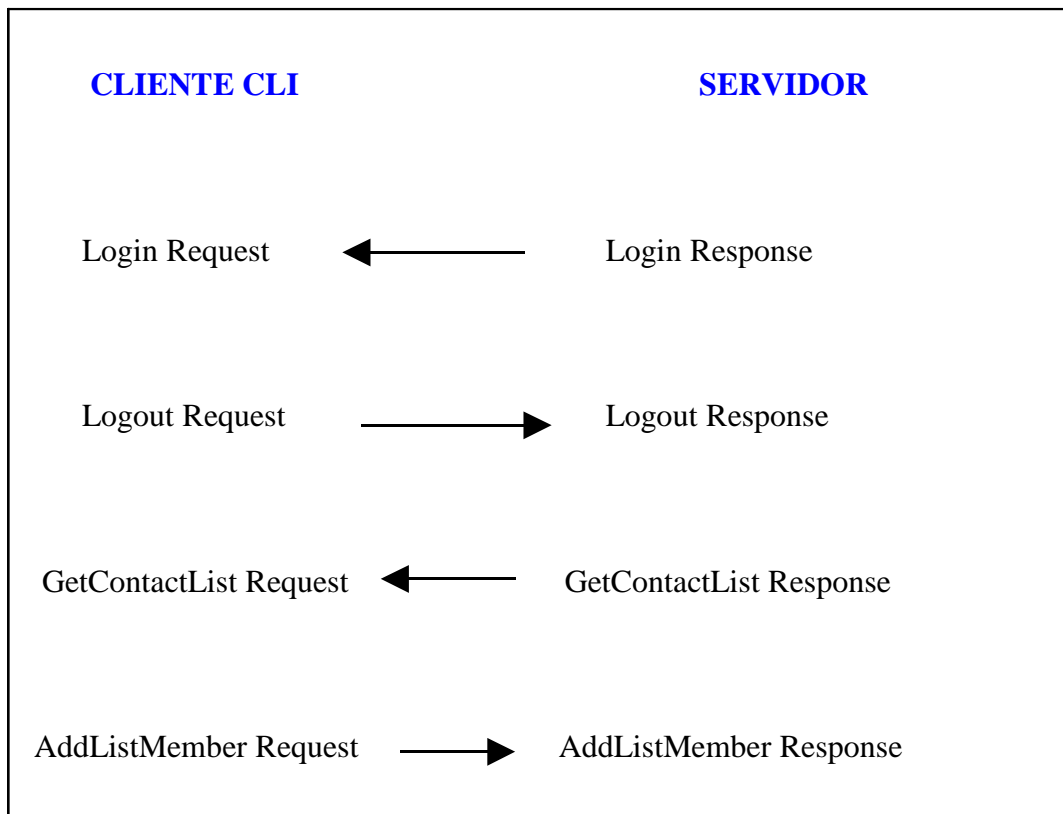 CLIENTE CLI SERVIDOR
Login Request Login Response
Logout Request Logout Response
GetContactList Request GetContactList Response
AddListMember Request AddListMember Response